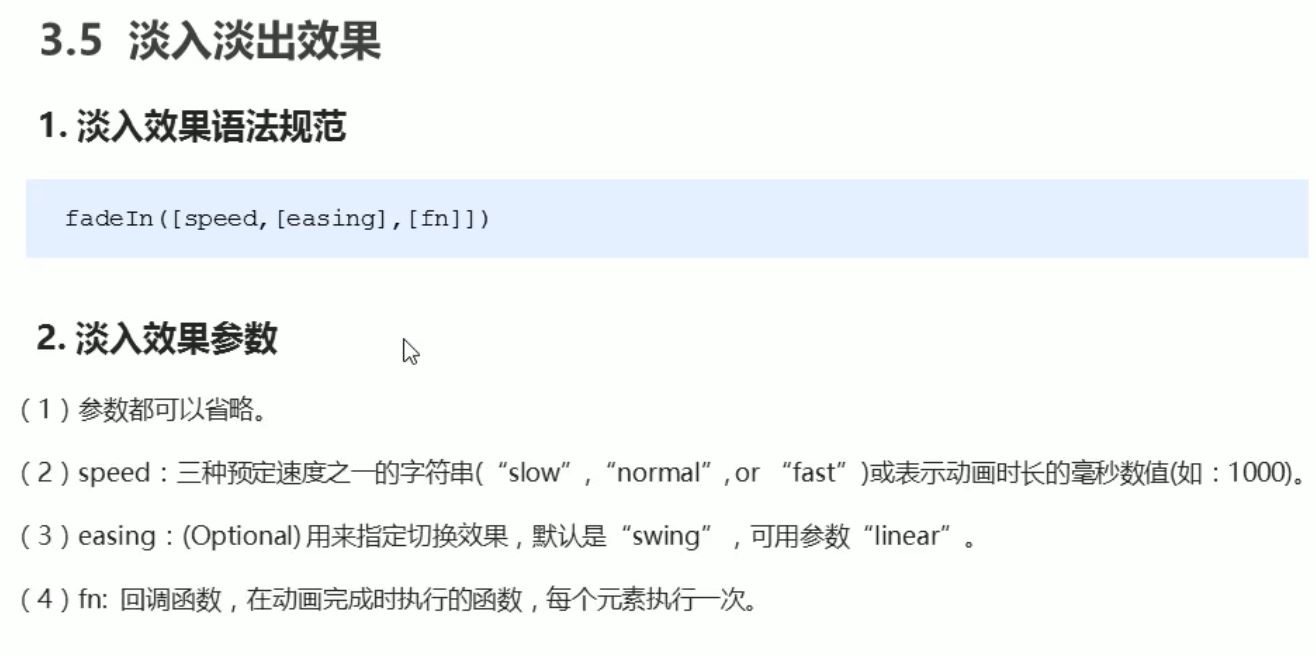 3.5 淡入淡出效果
1. 淡入效果语法规范
fadeIn([speed,[easing],[fn]])
2. 淡入效果参数
（1）参数都可以省略。
（2）speed：三种预定速度之一的字符串(“slow”,“normal”, or “fast”)或表示动画时长的毫秒数值(如：1000)。
（3）easing：(Optional) 用来指定切换效果，默认是“swing”，可用参数“linear”。
（4）fn: 回调函数，在动画完成时执行的函数，每个元素执行一次。